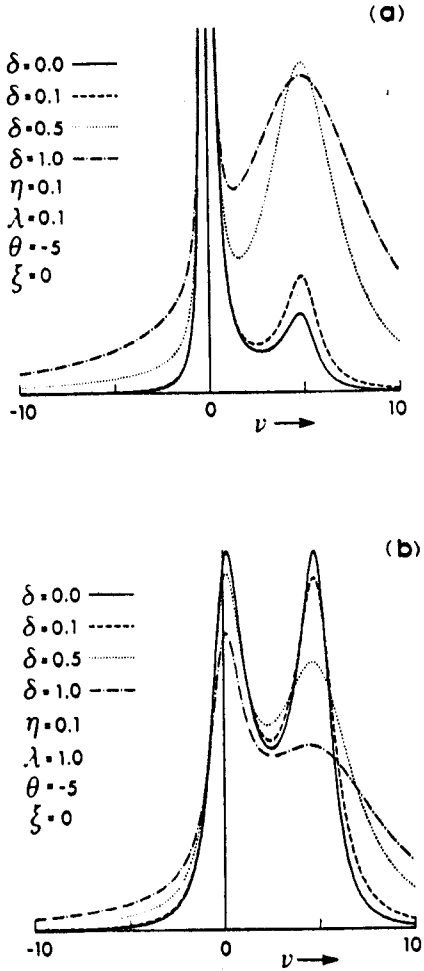 (a)
δ=0.0
δ=0.1
δ=0.5
δ=1.0
η=0.1
λ=0.1
θ=-5
ξ=0
-10 0 10
ν →
(b)
δ=0.0
δ=0.1
δ=0.5
δ=1.0
η=0.1
λ=1.0
θ=-5
ξ=0
-10 0 10
ν →